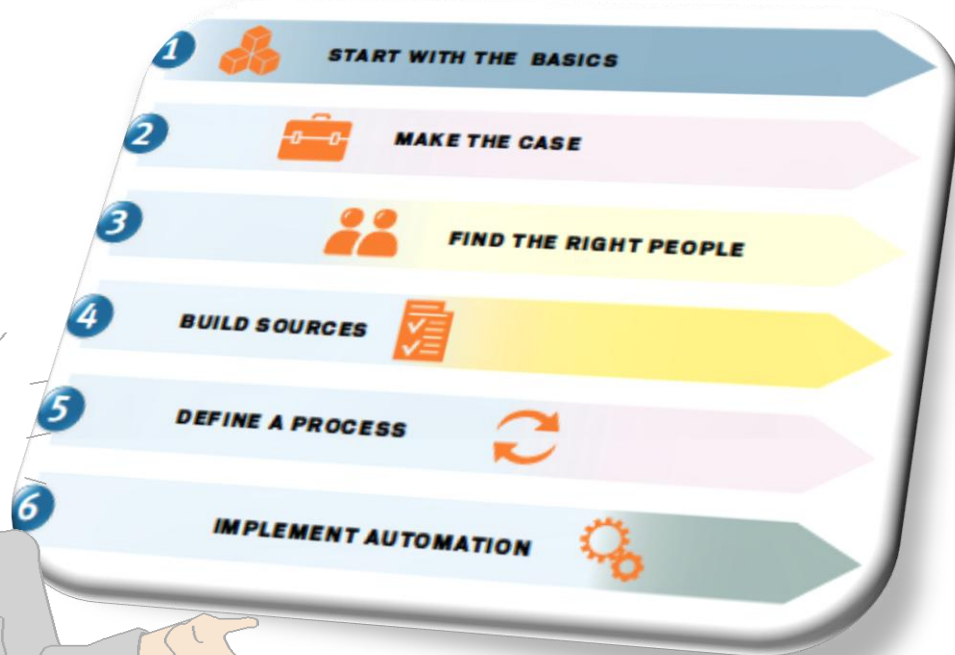 1 START WITH THE BASICS
2 MAKE THE CASE
3 FIND THE RIGHT PEOPLE
4 BUILD SOURCES
5 DEFINE A PROCESS
6 IMPLEMENT AUTOMATION